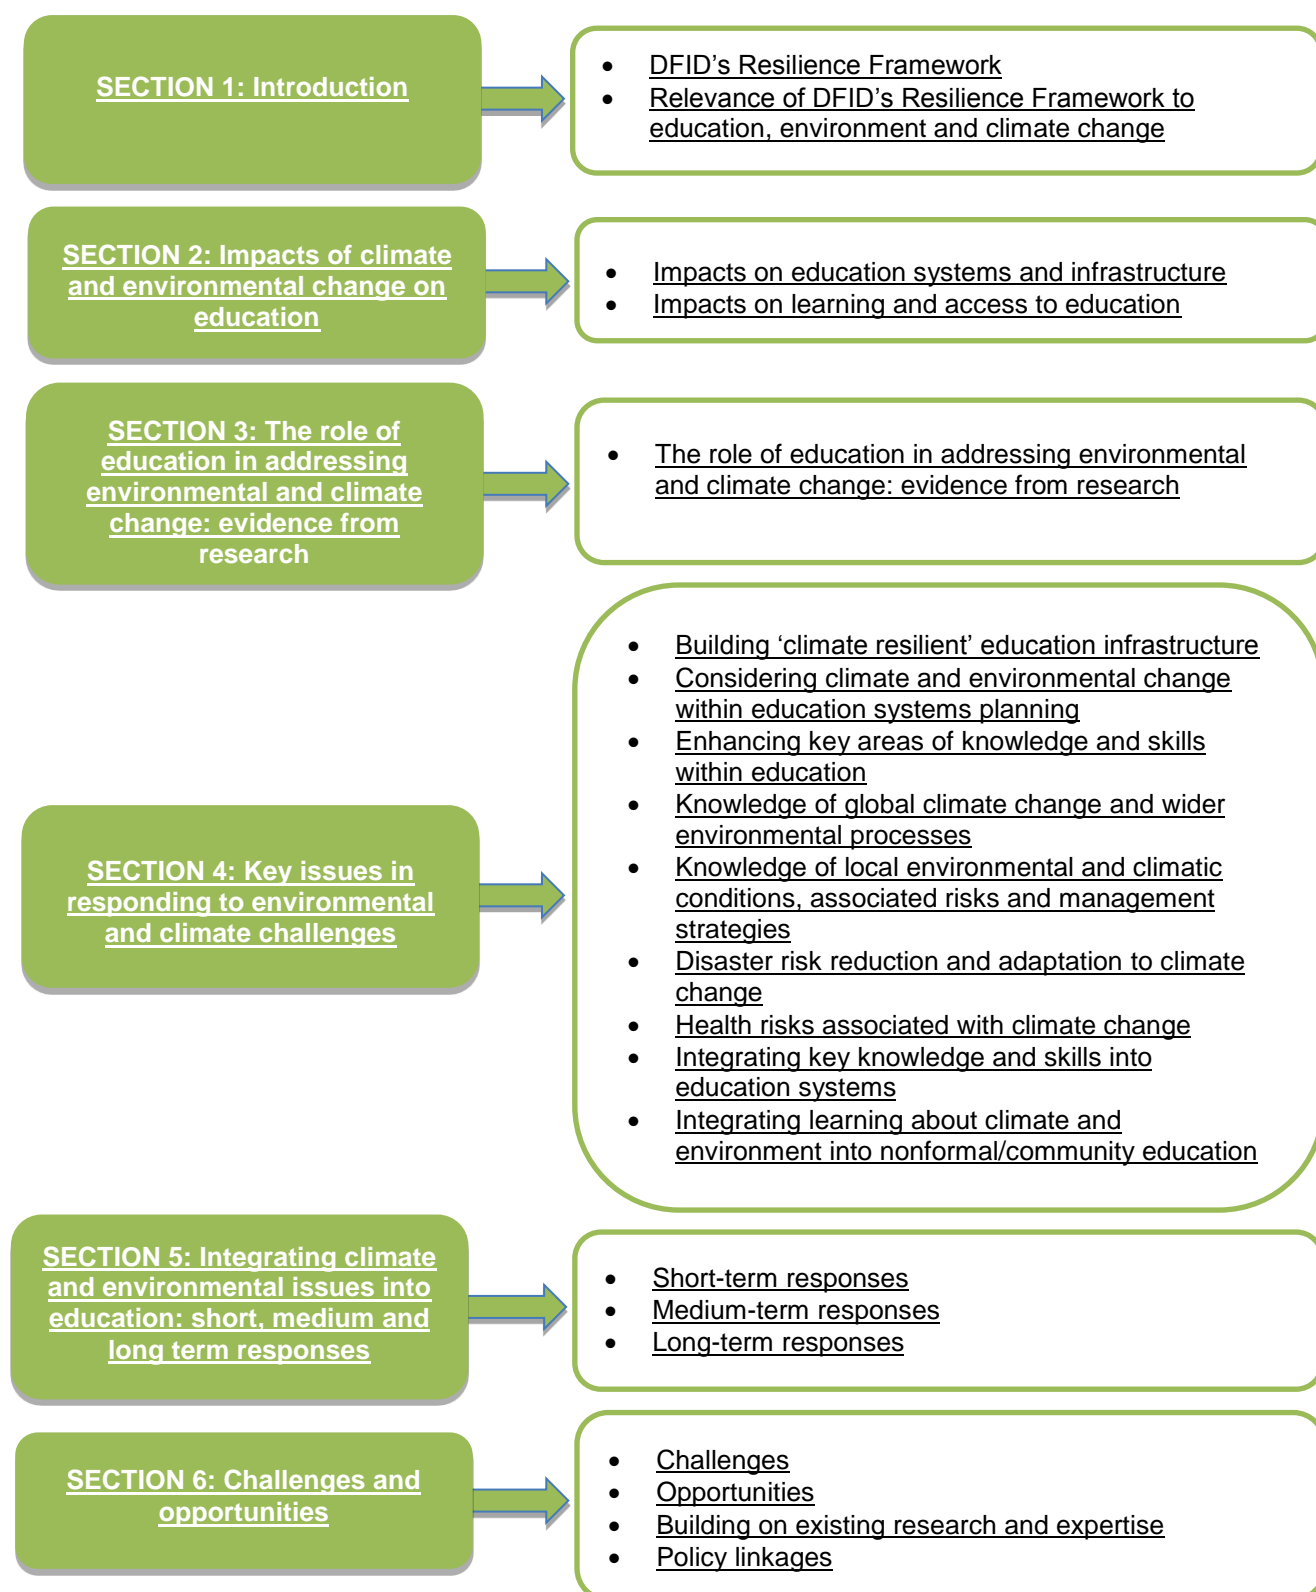 SECTION 1: Introduction
• DFID's Resilience Framework
• Relevance of DFID's Resilience Framework to
education, environment and climate change
SECTION 2: Impacts of climate
and environmental change on
education
• Impacts on education systems and infrastructure
• Impacts on learning and access to education
SECTION 3: The role of
education in addressing
environmental and climate
change: evidence from
research
• The role of education in addressing environmental
and climate change: evidence from research
SECTION 4: Key issues in
responding to environmental
and climate challenges
• Building ‘climate resilient’ education infrastructure
• Considering climate and environmental change
within education systems planning
• Enhancing key areas of knowledge and skills
within education
• Knowledge of global climate change and wider
environmental processes
• Knowledge of local environmental and climatic
conditions, associated risks and management
strategies
• Disaster risk reduction and adaptation to climate
change
• Health risks associated with climate change
• Integrating key knowledge and skills into
education systems
• Integrating learning about climate and
environment into nonformal/community education
SECTION 5: Integrating climate
and environmental issues into
education: short, medium and
long term responses
• Short-term responses
• Medium-term responses
• Long-term responses
SECTION 6: Challenges and
opportunities
• Challenges
• Opportunities
• Building on existing research and expertise
• Policy linkages